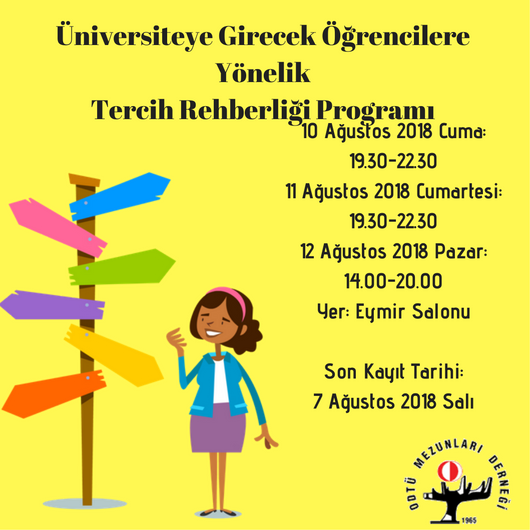 Üniversiteye Girecek Öğrencilere
Yönelik
Tercih Rehberliği Programı
10 Ağustos 2018 Cuma:
19.30-22.30
11 Ağustos 2018 Cumartesi:
19.30-22.30
12 Ağustos 2018 Pazar:
14.00-20.00
Yer: Eymir Salonu
Son Kayıt Tarihi:
7 Ağustos 2018 Salı
ODTÜ MEZUNLARI DERNEĞİ
1965